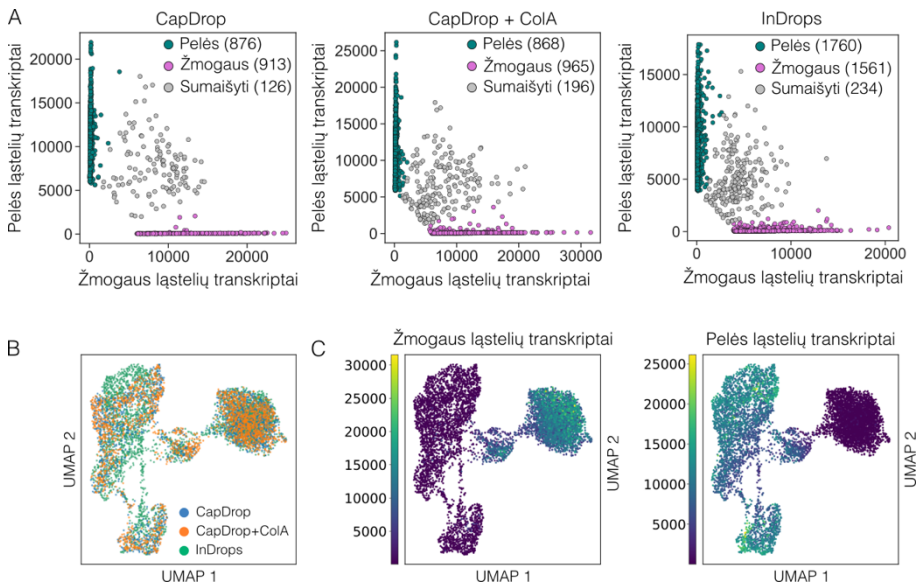 A
CapDrop
Pelės ląstelių transkriptai
20000
15000
10000
5000
0
Pelės (876)
Žmogaus (913)
Sumaišyti (126)
0
10000
20000
Žmogaus ląstelių transkriptai
CapDrop + ColA
Pelės ląstelių transkriptai
25000
20000
15000
10000
5000
0
Pelės (868)
Žmogaus (965)
Sumaišyti (196)
0
10000
20000
30000
Žmogaus ląstelių transkriptai
InDrops
Pelės ląstelių transkriptai
15000
10000
5000
0
Pelės (1760)
Žmogaus (1561)
Sumaišyti (234)
0
10000
20000
Žmogaus ląstelių transkriptai
B
UMAP 2
CapDrop
CapDrop+ColA
InDrops
UMAP 1
C
Žmogaus ląstelių transkriptai
30000
25000
20000
15000
10000
5000
UMAP 2
UMAP 1
Pelės ląstelių transkriptai
25000
20000
15000
10000
5000
UMAP 2
UMAP 1